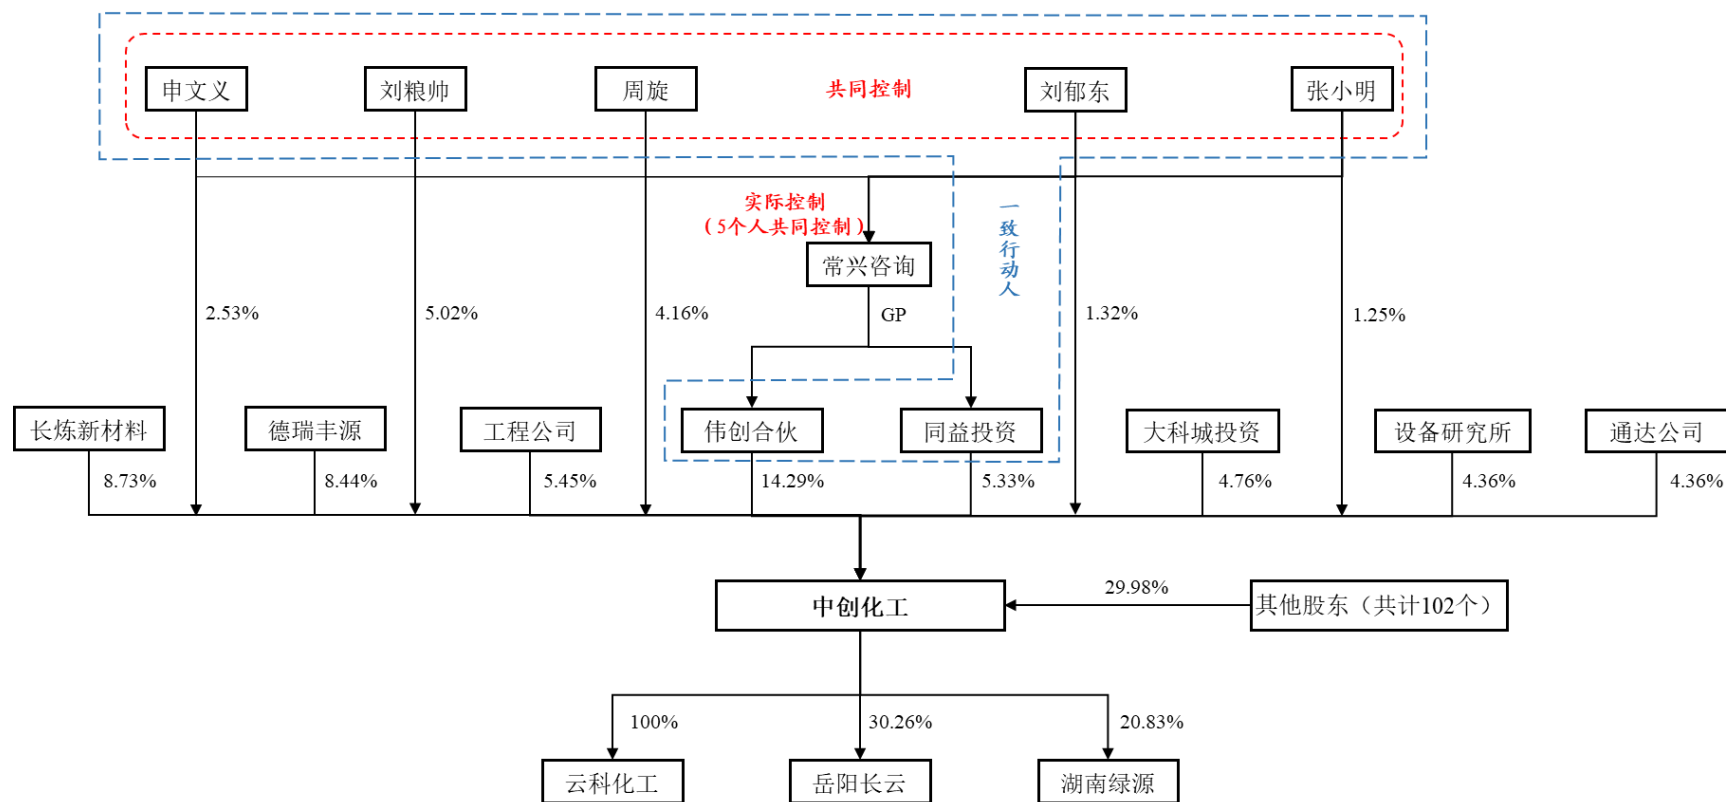 申文义
刘粮帅
周旋
共同控制
刘郁东
张小明
实际控制
（5个人共同控制）
一致行动人
常兴咨询
2.53%
5.02%
4.16%
GP
1.32%
1.25%
长炼新材料
德瑞丰源
工程公司
伟创合伙
同益投资
大科城投资
设备研究所
通达公司
8.73%
8.44%
5.45%
14.29%
5.33%
4.76%
4.36%
4.36%
中创化工
29.98%
其他股东（共计102个）
100%
30.26%
20.83%
云科化工
岳阳长云
湖南绿源